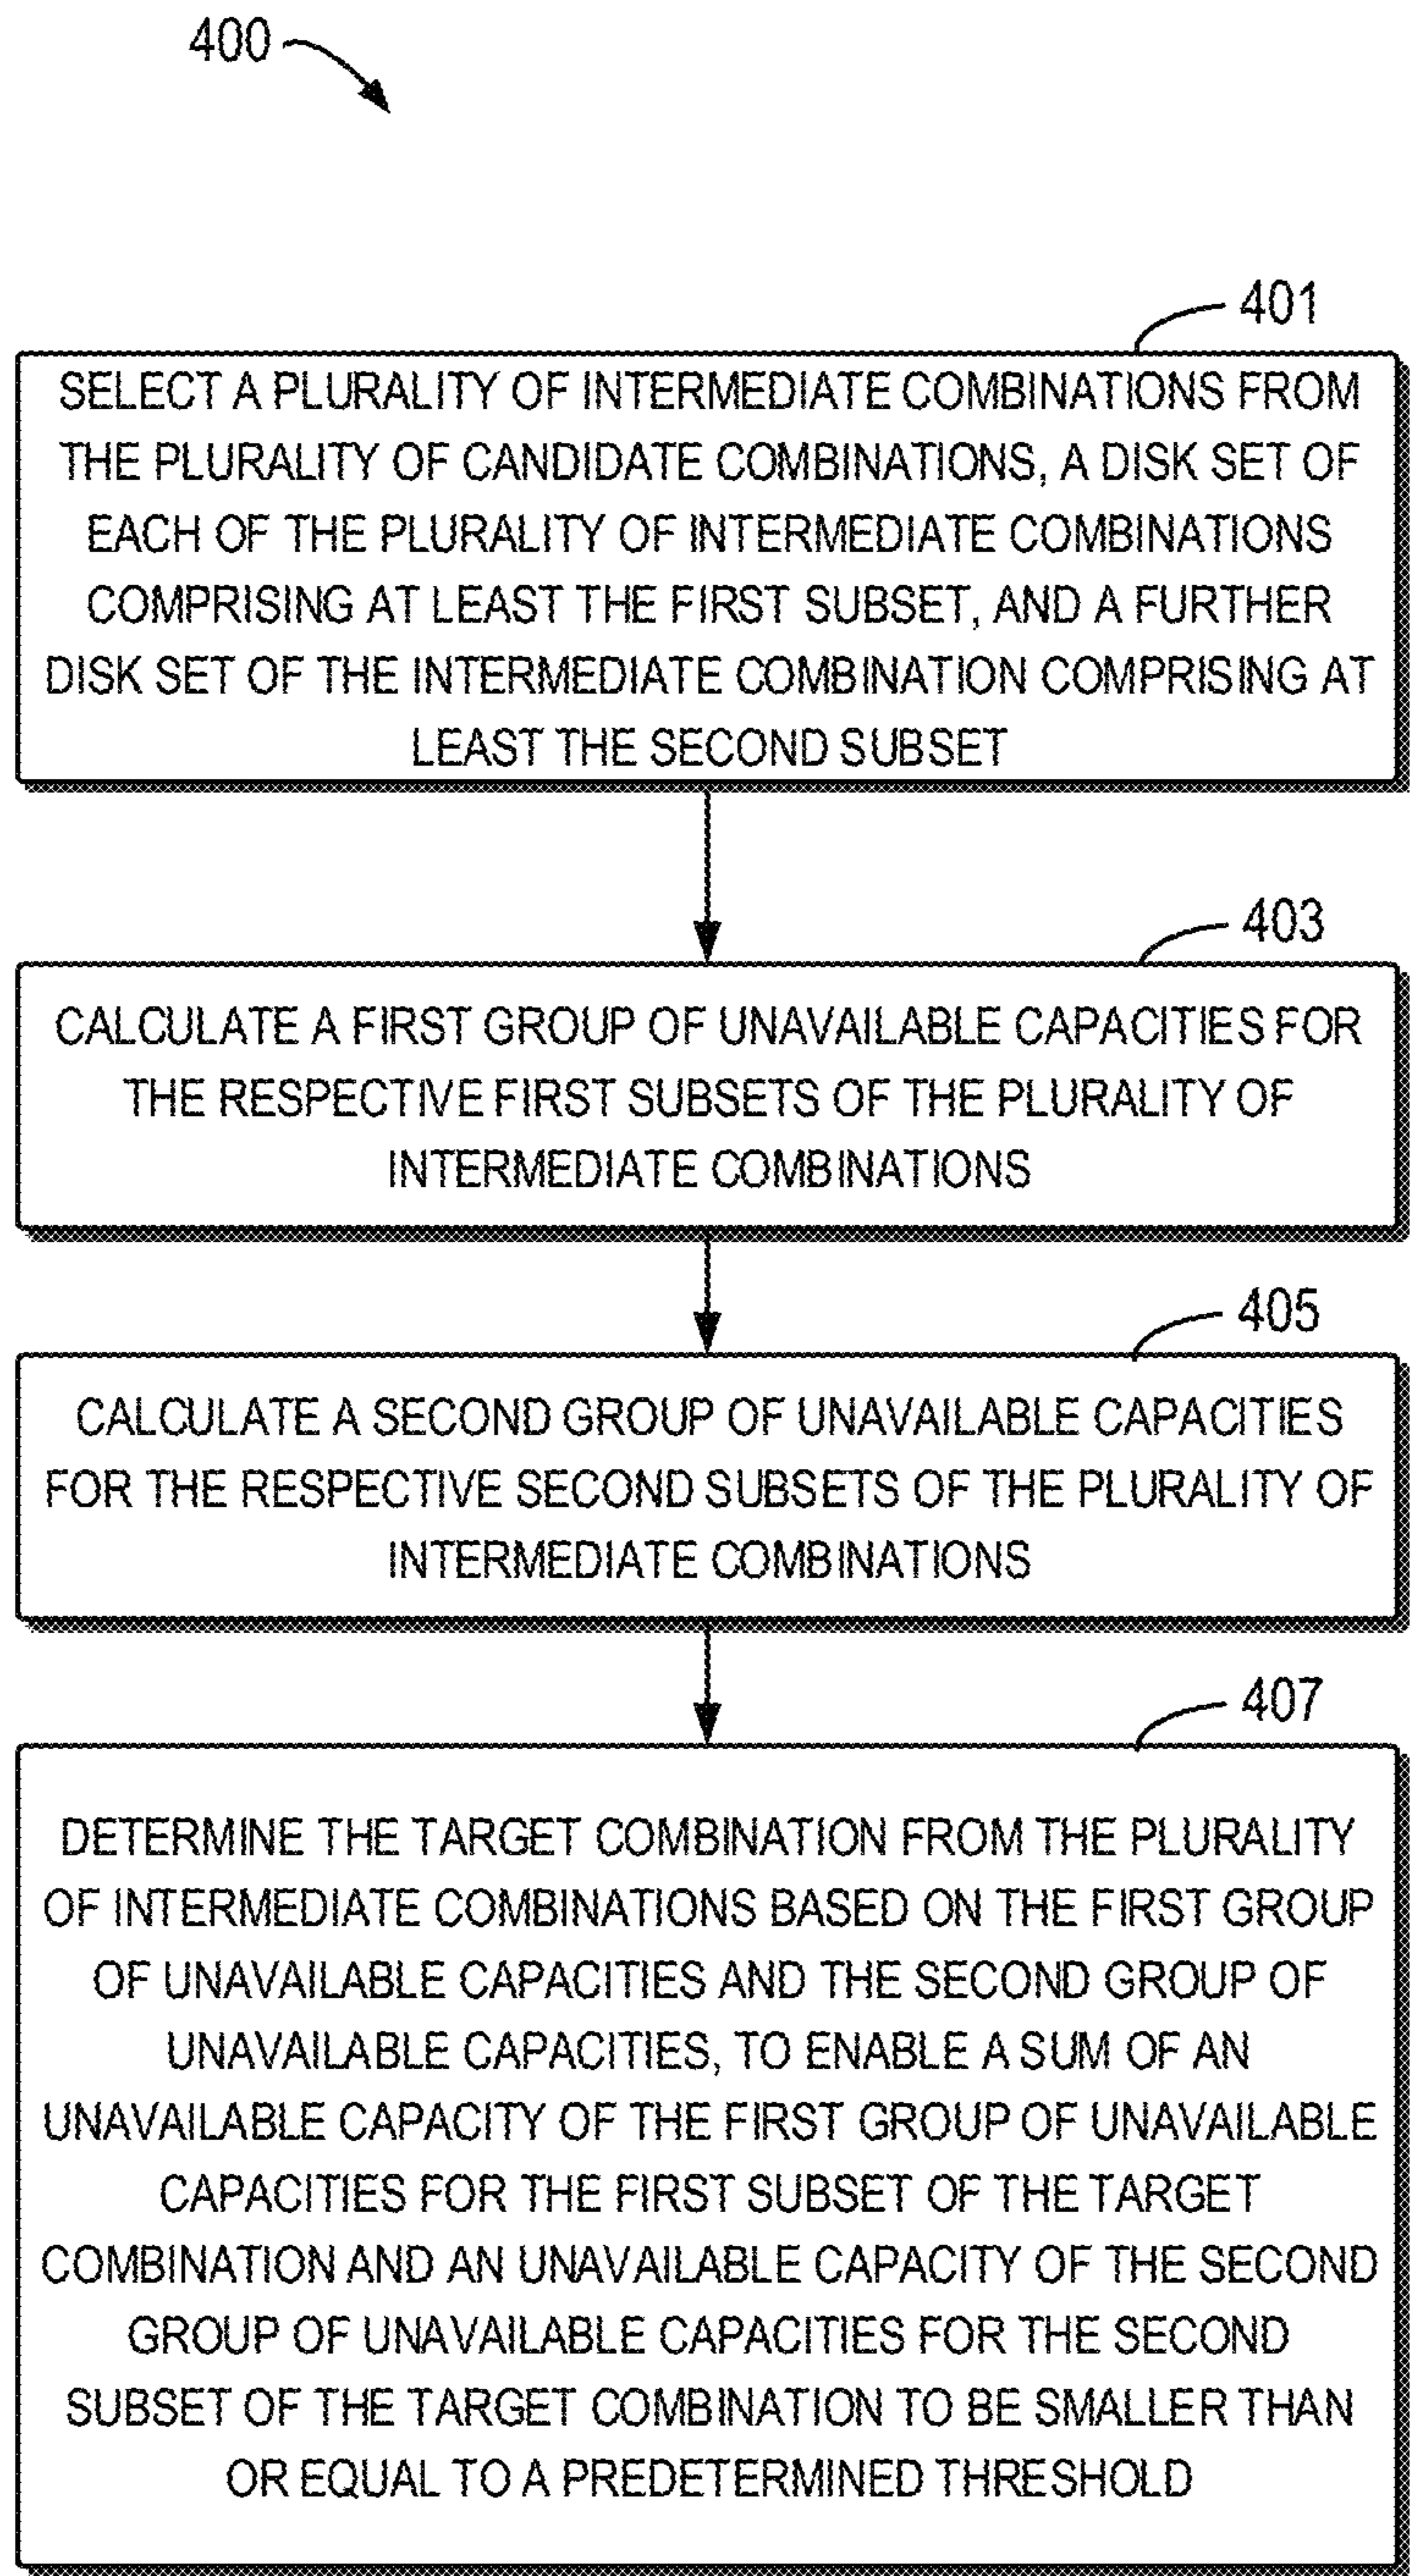 400
401
SELECT A PLURALITY OF INTERMEDIATE COMBINATIONS FROM
THE PLURALITY OF CANDIDATE COMBINATIONS, A DISK SET OF
EACH OF THE PLURALITY OF INTERMEDIATE COMBINATIONS
COMPRISING AT LEAST THE FIRST SUBSET, AND A FURTHER
DISK SET OF THE INTERMEDIATE COMBINATION COMPRISING AT
LEAST THE SECOND SUBSET
403
CALCULATE A FIRST GROUP OF UNAVAILABLE CAPACITIES FOR
THE RESPECTIVE FIRST SUBSETS OF THE PLURALITY OF
INTERMEDIATE COMBINATIONS
405
CALCULATE A SECOND GROUP OF UNAVAILABLE CAPACITIES
FOR THE RESPECTIVE SECOND SUBSETS OF THE PLURALITY OF
INTERMEDIATE COMBINATIONS
407
DETERMINE THE TARGET COMBINATION FROM THE PLURALITY
OF INTERMEDIATE COMBINATIONS BASED ON THE FIRST GROUP
OF UNAVAILABLE CAPACITIES AND THE SECOND GROUP OF
UNAVAILABLE CAPACITIES, TO ENABLE A SUM OF AN
UNAVAILABLE CAPACITY OF THE FIRST GROUP OF UNAVAILABLE
CAPACITIES FOR THE FIRST SUBSET OF THE TARGET
COMBINATION AND AN UNAVAILABLE CAPACITY OF THE SECOND
GROUP OF UNAVAILABLE CAPACITIES FOR THE SECOND
SUBSET OF THE TARGET COMBINATION TO BE SMALLER THAN
OR EQUAL TO A PREDETERMINED THRESHOLD